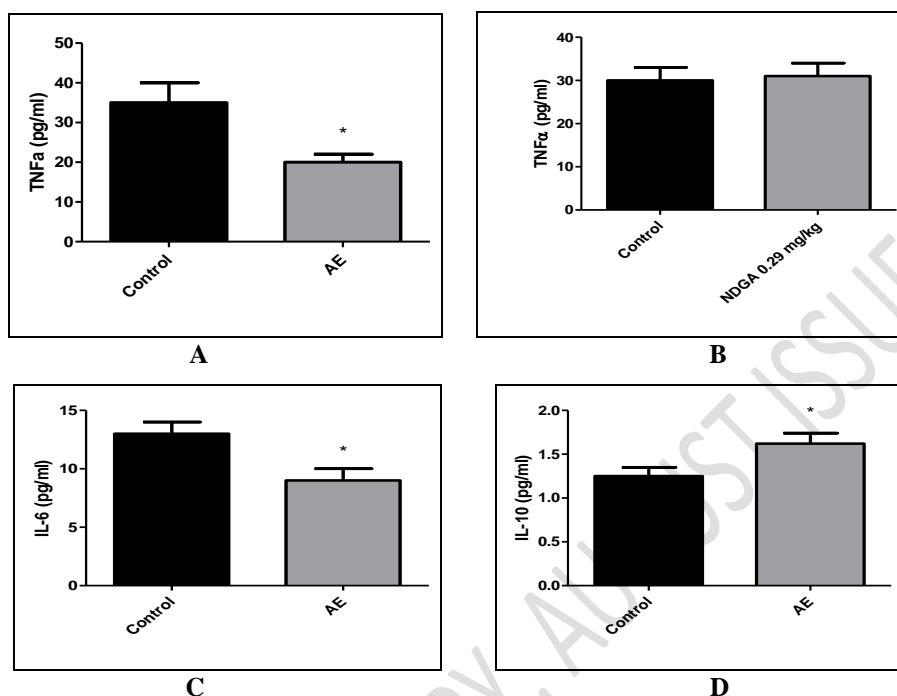 50
40
30
20
10
0
TNFa (pg/ml)
*
Control
AE
A
40
30
20
10
0
TNFα (pg/ml)
Control
NDGA 0.29 mg/kg
B
15
10
5
0
IL-6 (pg/ml)
*
Control
AE
C
2.0
1.5
1.0
0.5
0.0
IL-10 (pg/ml)
*
Control
AE
D
AUGUST ISSUE